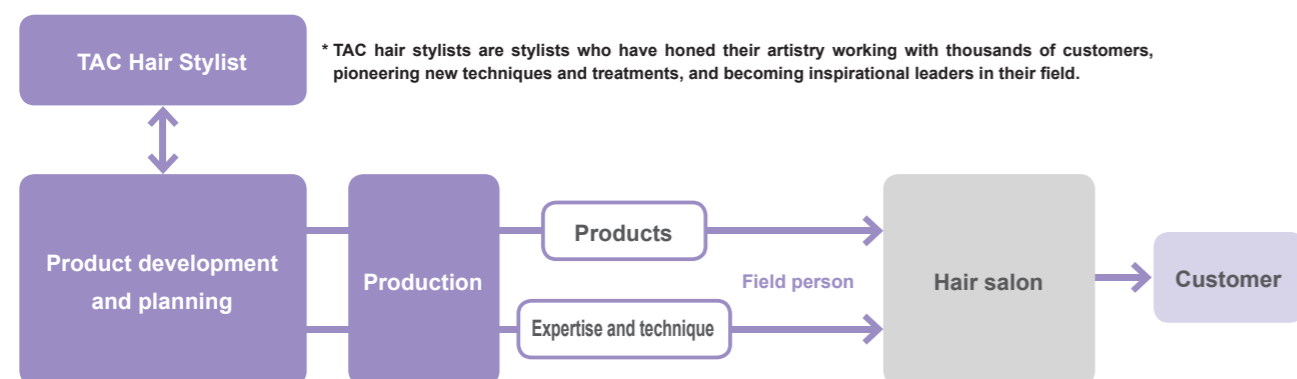 TAC Hair Stylist
* TAC hair stylists are stylists who have honed their artistry working with thousands of customers,
pioneering new techniques and treatments, and becoming inspirational leaders in their field.
Product development
and planning
Production
Products
Field person
Expertise and technique
Hair salon
Customer